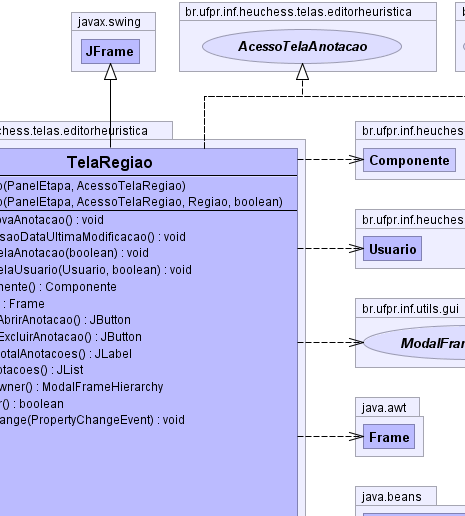 javax.swing
JFrame
br.ufpr.inf.heuchess.telas.editorheuristica
AcessoTelaAnotacao
b
chess.telas.editorheuristica
TelaRegiao
o(PanelEtapa, AcessoTelaRegiao)
o(PanelEtapa, AcessoTelaRegiao, Regiao, boolean)
ovaAnotacao() : void
saoDataUltimaModificacao() : void
elaAnotacao(boolean) : void
elaUsuario(Usuario, boolean) : void
nente() : Componente
: Frame
AbrirAnotacao() : JButton
ExcluirAnotacao() : JButton
otalAnotacoes() : JLabel
otacoes() : JList
wner() : ModalFrameHierarchy
r() : boolean
ange(PropertyChangeEvent) : void
br.ufpr.inf.heuchess
Componente
br.ufpr.inf.heuchess
Usuario
br.ufpr.inf.utils.gui
ModalFran
java.awt
Frame
java.beans